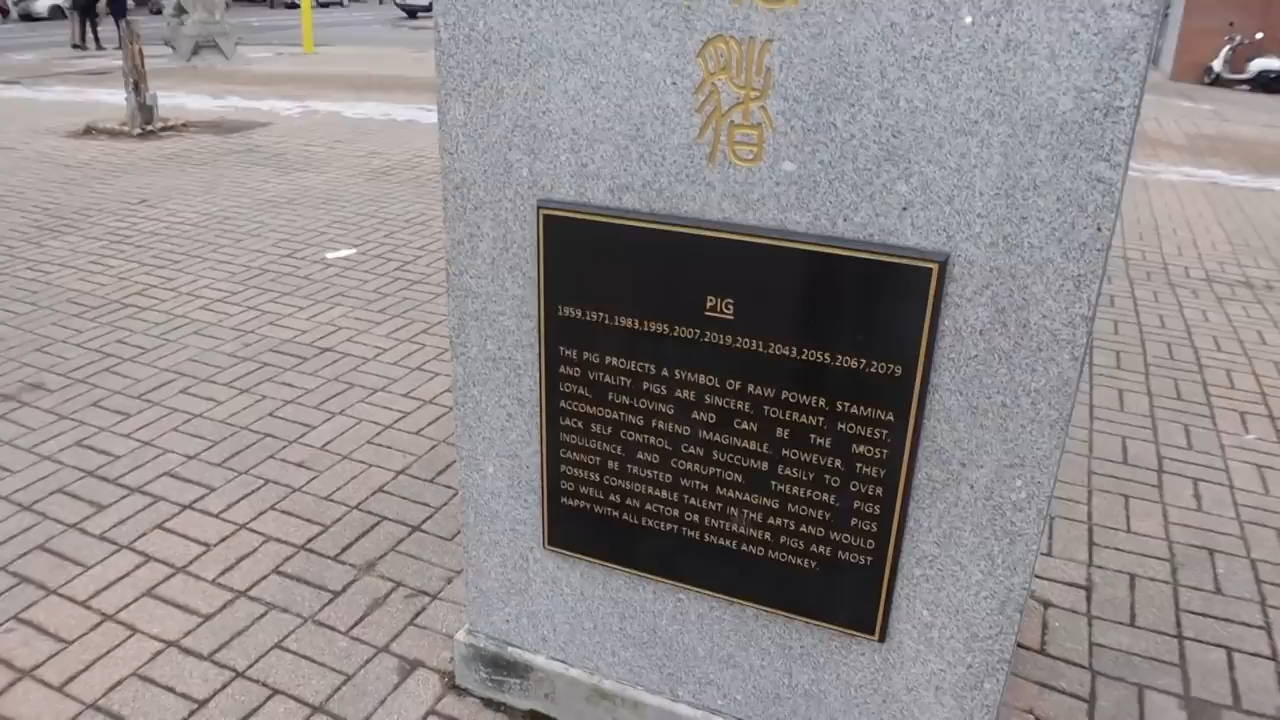 豬
PIG
1959,1971,1983,1995,2007,2019,2031,2043,2055,2067,2079
THE PIG PROJECTS A SYMBOL OF RAW POWER, STAMINA
AND VITALITY. PIGS ARE SINCERE, TOLERANT, HONEST,
LOYAL, FUN-LOVING AND CAN BE THE MOST
ACCOMODATING FRIEND IMAGINABLE. HOWEVER, THEY
LACK SELF CONTROL, CAN SUCCUMB EASILY TO OVER
INDULGENCE, AND CORRUPTION. THEREFORE, PIGS
CANNOT BE TRUSTED WITH MANAGING MONEY. PIGS
POSSESS CONSIDERABLE TALENT IN THE ARTS AND WOULD
DO WELL AS AN ACTOR OR ENTERAINER. PIGS ARE MOST
HAPPY WITH ALL EXCEPT THE SNAKE AND MONKEY.